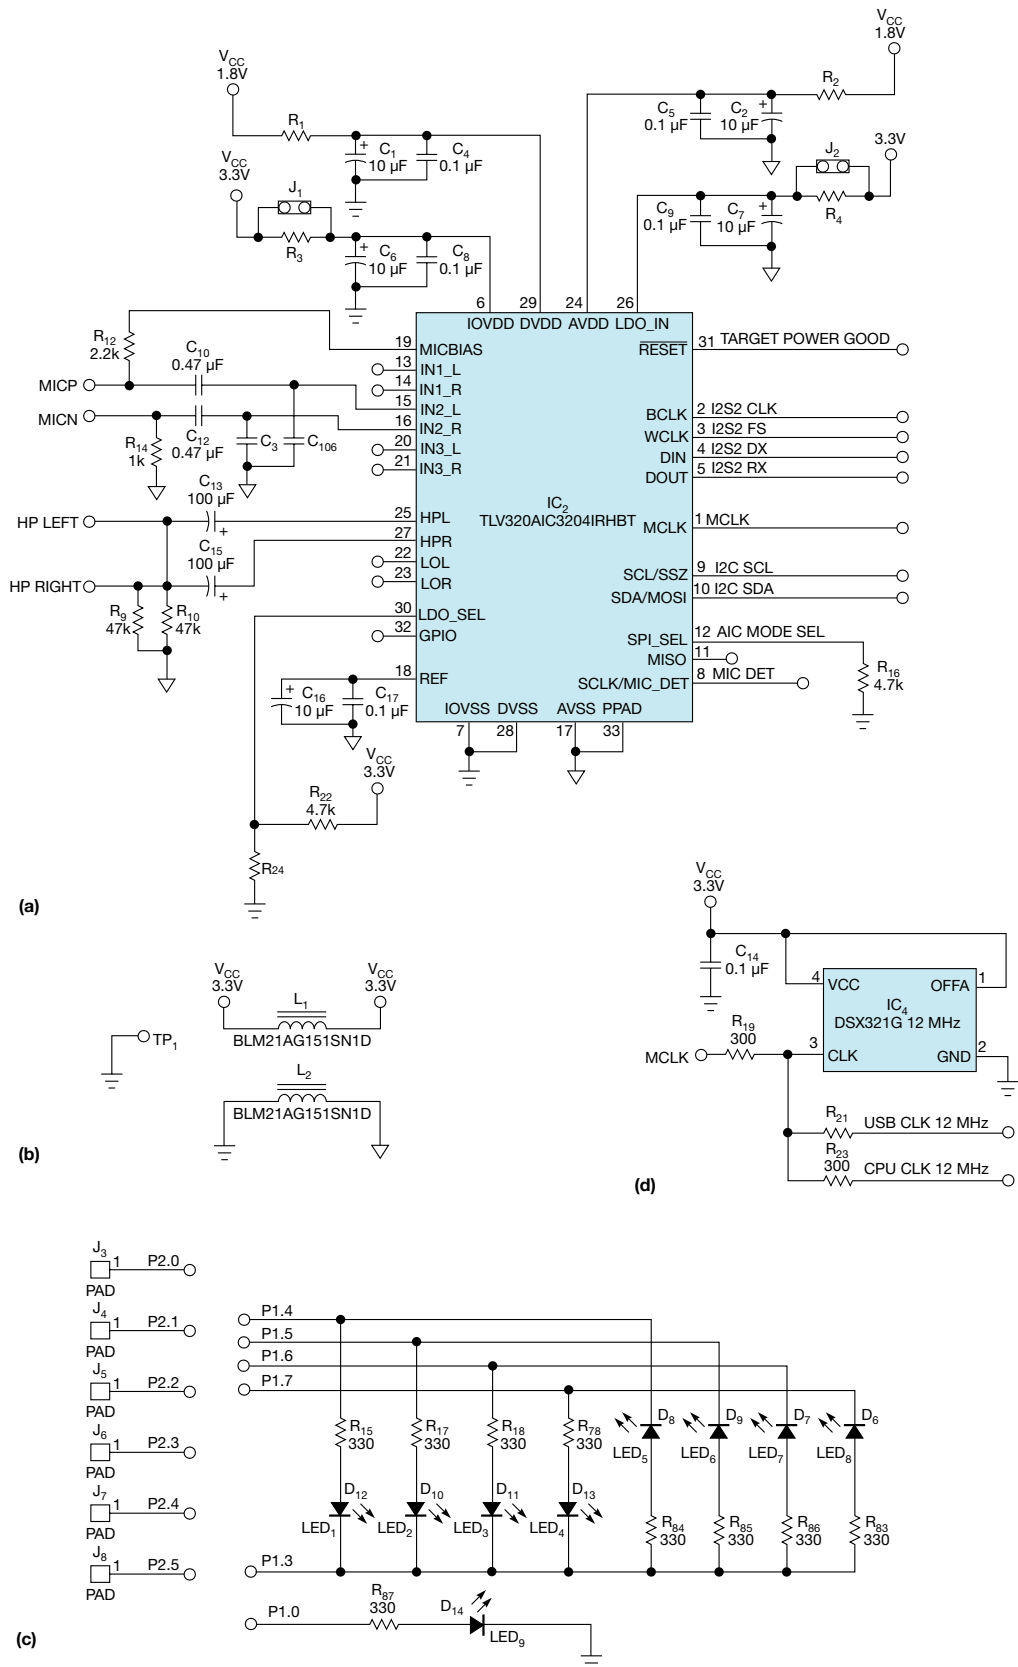 VCC
1.8V
R1
C1
10 µF
C4
0.1 µF
VCC
3.3V
J1
R3
C6
10 µF
C8
0.1 µF
VCC
1.8V
R2
C5
0.1 µF
C2
10 µF
J2
3.3V
R4
C9
0.1 µF
C7
10 µF
6 29 24 26
IOVDD DVDD AVDD LDO_IN
R12
2.2k
C10
0.47 µF
MICP
MICN
C12
0.47 µF
R14
1k
C3
C106
C13
100 µF
HP LEFT
C15
100 µF
HP RIGHT
R9
47k
R10
47k
19 MICBIAS
13 IN1_L
14 IN1_R
15 IN2_L
16 IN2_R
20 IN3_L
21 IN3_R
25 HPL
27 HPR
22 LOL
23 LOR
30 LDO_SEL
32 GPIO
18 REF
IC2
TLV320AIC3204IRHBT
RESET 31 TARGET POWER GOOD
BCLK 2 I2S2 CLK
WCLK 3 I2S2 FS
DIN 4 I2S2 DX
DOUT 5 I2S2 RX
MCLK 1 MCLK
SCL/SSZ 9 I2C SCL
SDA/MOSI 10 I2C SDA
SPI_SEL 12 AIC MODE SEL
MISO 11
SCLK/MIC_DET 8 MIC DET
R16
4.7k
C16
10 µF
C17
0.1 µF
IOVSS DVSS AVSS PPAD
7 28 17 33
VCC
3.3V
R22
4.7k
R24
(a)
VCC
3.3V
VCC
3.3V
L1
BLM21AG151SN1D
TP1
L2
BLM21AG151SN1D
(b)
VCC
3.3V
C14
0.1 µF
4 VCC
OFFA 1
IC4
DSX321G 12 MHz
R19
300
MCLK
3 CLK
GND 2
R21
USB CLK 12 MHz
R23
300
CPU CLK 12 MHz
(d)
J3
1 P2.0
PAD
J4
1 P2.1
PAD
J5
1 P2.2
PAD
J6
1 P2.3
PAD
J7
1 P2.4
PAD
J8
1 P2.5
PAD
P1.4
P1.5
P1.6
P1.7
R15
330
R17
330
R18
330
R78
330
D8
LED5
D9
LED6
D7
LED7
D6
LED8
D12
LED1
D10
LED2
D11
LED3
D13
LED4
R84
330
R85
330
R86
330
R83
330
P1.3
R87
330
P1.0
D14
LED9
(c)